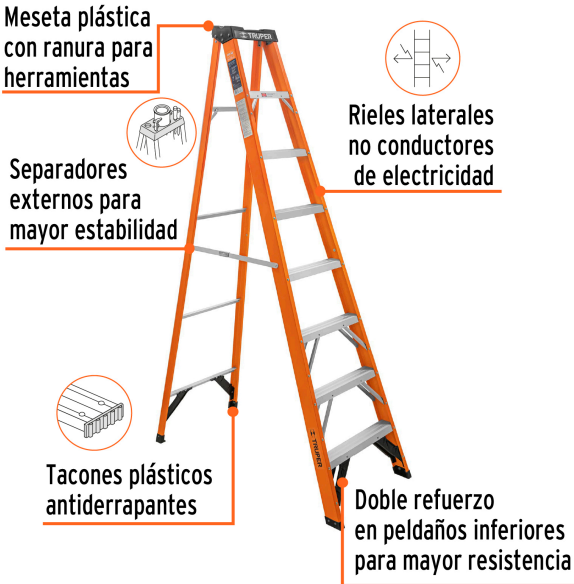 Meseta plástica
con ranura para
herramientas
TRUPER
Rieles laterales
no conductores
de electricidad
Separadores
externos para
mayor estabilidad
Tacones plásticos
antiderrapantes
TRUPER
Doble refuerzo
en peldaños inferiores
para mayor resistencia